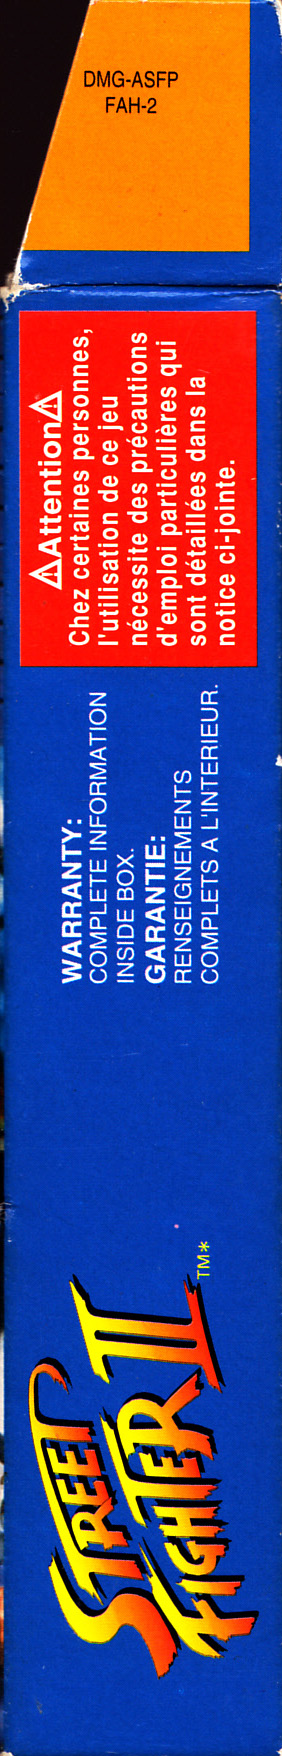 DMG-ASFP
FAH-2
⚠Attention⚠
Chez certaines personnes,
l'utilisation de ce jeu
nécessite des précautions
d'emploi particulières qui
sont détaillées dans la
notice ci-jointe.
WARRANTY:
COMPLETE INFORMATION
INSIDE BOX.
GARANTIE:
RENSEIGNEMENTS
COMPLETS A L'INTERIEUR.
STREET
FIGHTER II
TM*